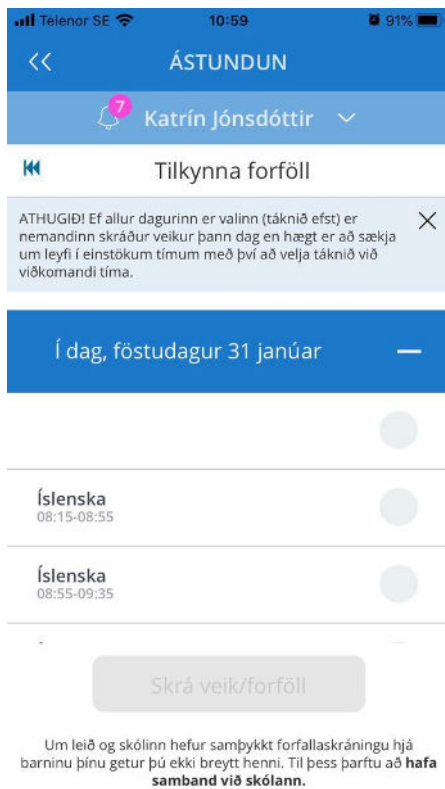 Telenor SE 10:59 91%
<< ÁSTUNDUN
7 Katrín Jónsdóttir
Tilkynna forföll
ATHUGIÐ! Ef allur dagurinn er valinn (táknið efst) er
nemandinn skráður veikur þann dag en hægt er að sækja
um leyfi í einstökum tímum með því að velja táknið við
viðkomandi tíma.
Í dag, föstudagur 31 janúar
Íslenska
08:15-08:55
Íslenska
08:55-09:35
Skrá veik/forföll
Um leið og skólinn hefur samþykkt forfallaskráningu hjá
barninu þínu getur þú ekki breytt henni. Til þess þarftu að hafa
samband við skólann.